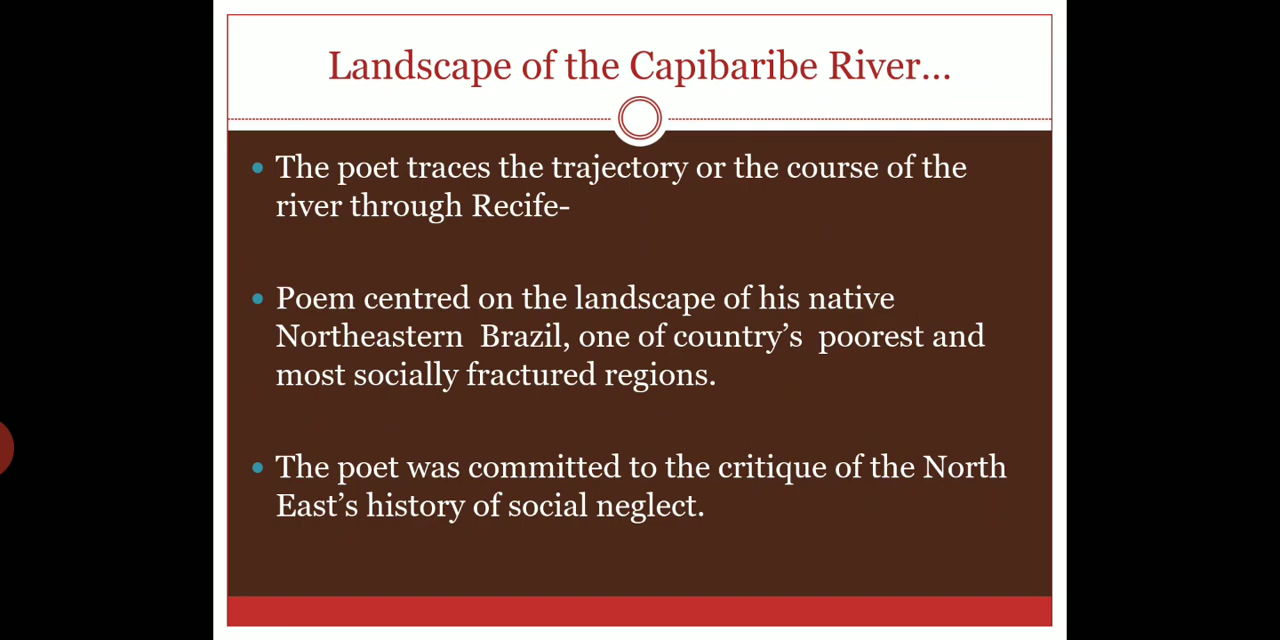 Landscape of the Capibaribe River…
• The poet traces the trajectory or the course of the
river through Recife-
• Poem centred on the landscape of his native
Northeastern  Brazil, one of country’s  poorest and
most socially fractured regions.
• The poet was committed to the critique of the North
East’s history of social neglect.